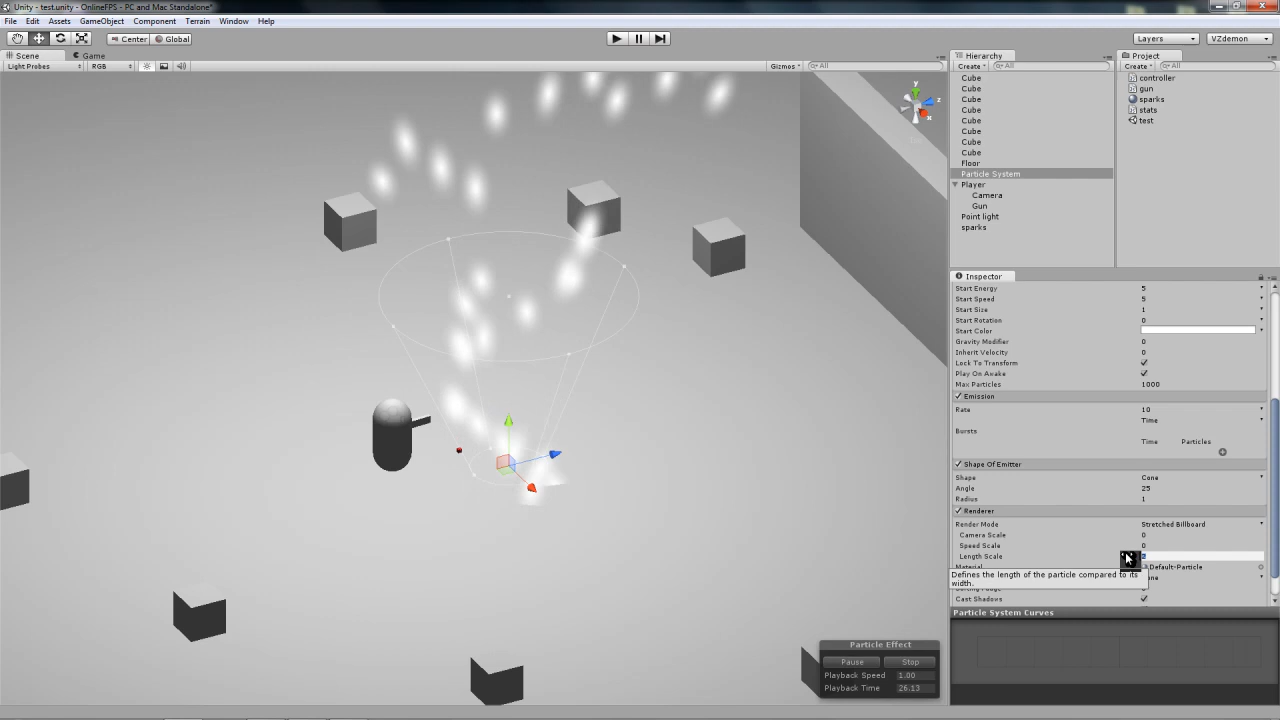 Unity - test.unity - OnlineFPS - PC and Mac Standalone*
File Edit Assets GameObject Component Terrain Window Help
Center Global
Layers VZdemon
Scene Game
Light Probes RGB Gizmos All
Hierarchy
Create All
Cube
Cube
Cube
Cube
Cube
Cube
Cube
Cube
Floor
Particle System
Player
Camera
Gun
Point light
sparks
Project
Create All
controller
gun
sparks
stats
test
y
z
x
Inspector
Start Energy 5
Start Speed 5
Start Size 1
Start Rotation 0
Start Color
Gravity Modifier 0
Inherit Velocity 0
Lock To Transform
Play On Awake
Max Particles 1000
Emission
Rate 10
Time
Bursts
Time Particles
Shape Of Emitter
Shape Cone
Angle 25
Radius 1
Renderer
Render Mode Stretched Billboard
Camera Scale 0
Speed Scale 0
Length Scale
Material Default-Particle
Defines the length of the particle compared to its
width.
Cast Shadows
Particle System Curves
Particle Effect
Pause Stop
Playback Speed 1.00
Playback Time 26.13